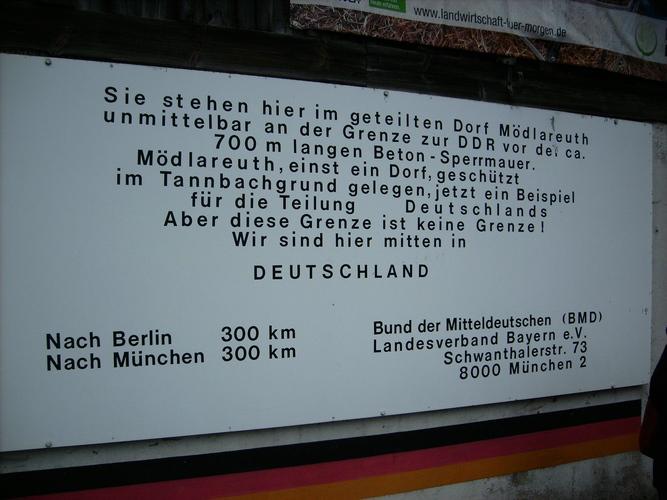 www.landwirtschaft-fuer-morgen.de
Sie stehen hier im geteilten Dorf Mödlareuth
unmittelbar an der Grenze zur DDR vor der ca.
700 m langen Beton-Sperrmauer.
Mödlareuth, einst ein Dorf, geschützt
im Tannbachgrund gelegen, jetzt ein Beispiel
für die Teilung Deutschlands
Aber diese Grenze ist keine Grenze!
Wir sind hier mitten in
DEUTSCHLAND
Nach Berlin 300 km
Nach München 300 km
Bund der Mitteldeutschen (BMD)
Landesverband Bayern e.V.
Schwanthalerstr. 73
8000 München 2